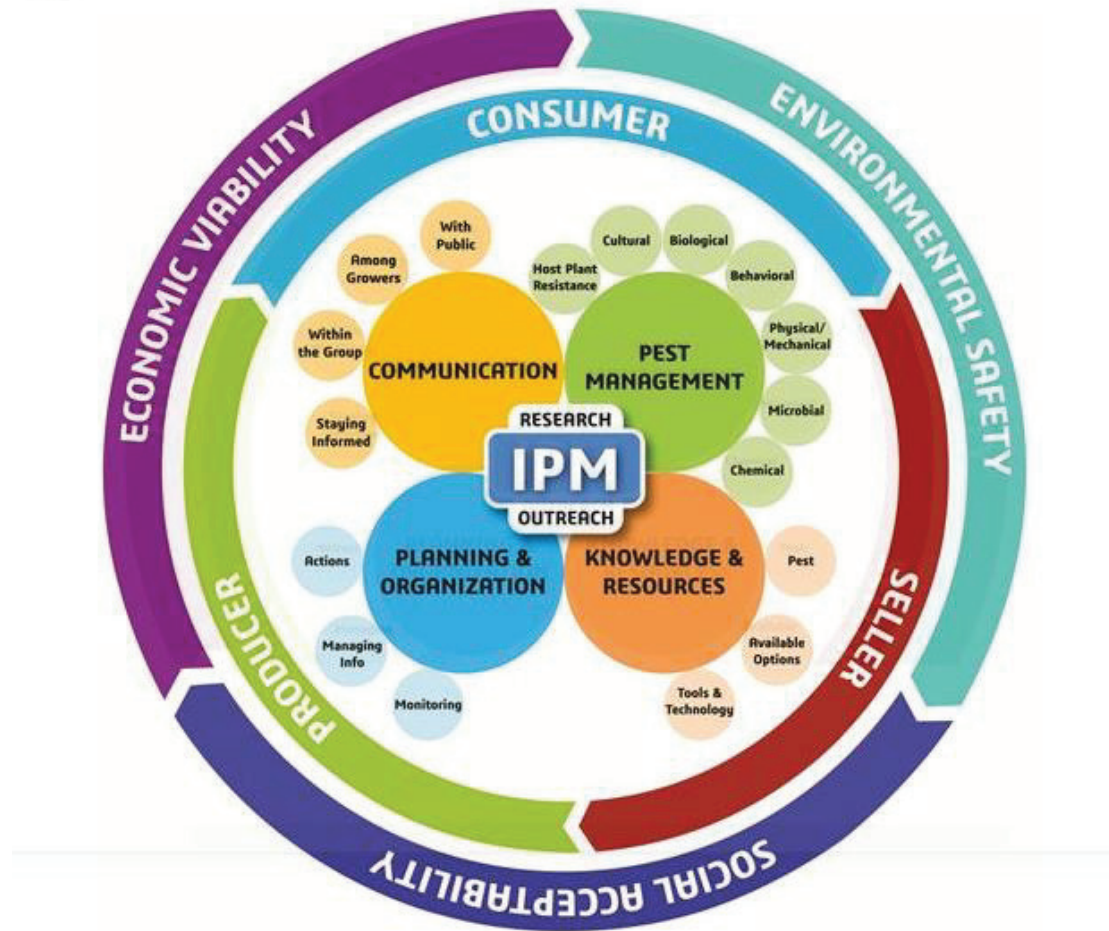 ECONOMIC VIABILITY
ENVIRONMENTAL SAFETY
SOCIAL ACCEPTABILITY
CONSUMER
SELLER
PRODUCER
With
Public
Among
Growers
Within
the Group
Staying
Informed
COMMUNICATION
Host Plant
Resistance
Cultural
Biological
Behavioral
Physical/
Mechanical
Microbial
Chemical
PEST
MANAGEMENT
RESEARCH
IPM
OUTREACH
PLANNING &
ORGANIZATION
Actions
Managing
Info
Monitoring
KNOWLEDGE &
RESOURCES
Pest
Available
Options
Tools &
Technology